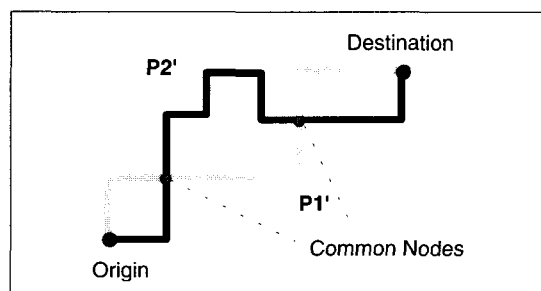 Destination
P2'
P1'
Common Nodes
Origin